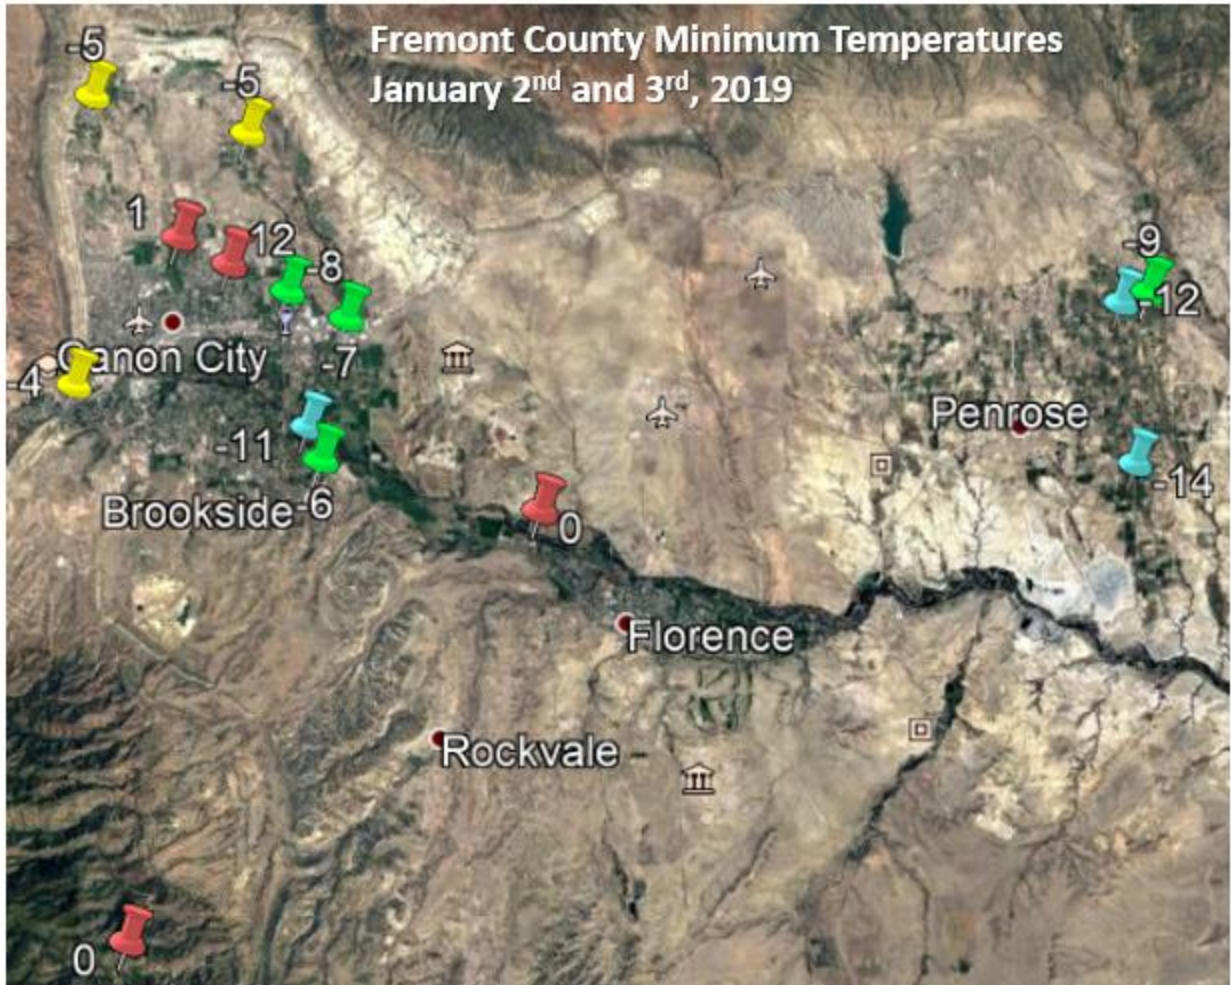 Fremont County Minimum Temperatures
January 2nd and 3rd, 2019
-5
-5
1
12
-8
-9
-12
Canon City
-7
-4
Penrose
-11
-14
Brookside
-6
0
Florence
Rockvale
0